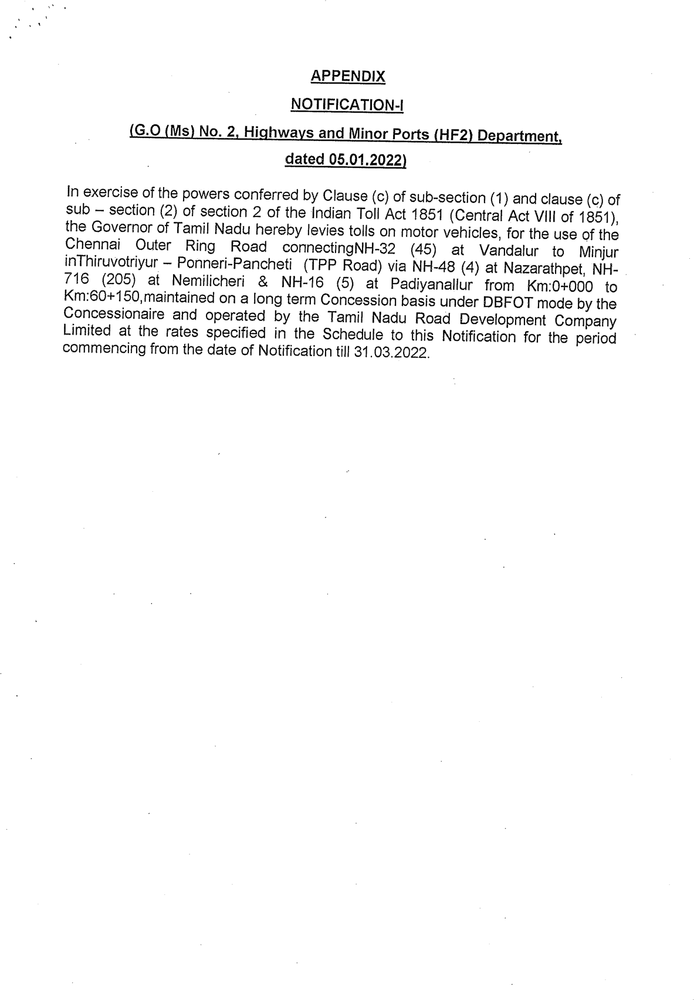 APPENDIX
NOTIFICATION-I
(G.O (Ms) No. 2, Highways and Minor Ports (HF2) Department,
dated 05.01.2022)
In exercise of the powers conferred by Clause (c) of sub-section (1) and clause (c) of
sub – section (2) of section 2 of the Indian Toll Act 1851 (Central Act VIII of 1851),
the Governor of Tamil Nadu hereby levies tolls on motor vehicles, for the use of the
Chennai Outer Ring Road connectingNH-32 (45) at Vandalur to Minjur
inThiruvotriyur – Ponneri-Pancheti (TPP Road) via NH-48 (4) at Nazarathpet, NH-
716 (205) at Nemilicheri & NH-16 (5) at Padiyanallur from Km:0+000 to
Km:60+150,maintained on a long term Concession basis under DBFOT mode by the
Concessionaire and operated by the Tamil Nadu Road Development Company
Limited at the rates specified in the Schedule to this Notification for the period
commencing from the date of Notification till 31.03.2022.